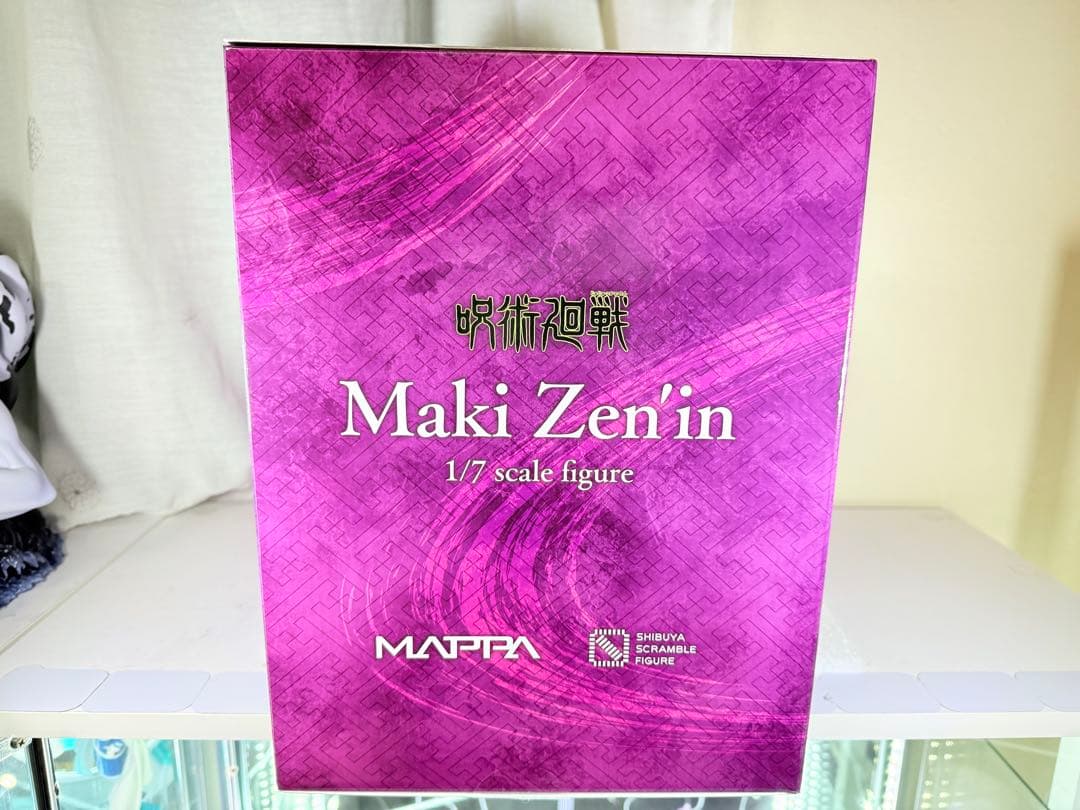 呪術廻戦
Maki Zen'in
1/7 scale figure
MAPPA
SHIBUYA
SCRAMBLE
FIGURE